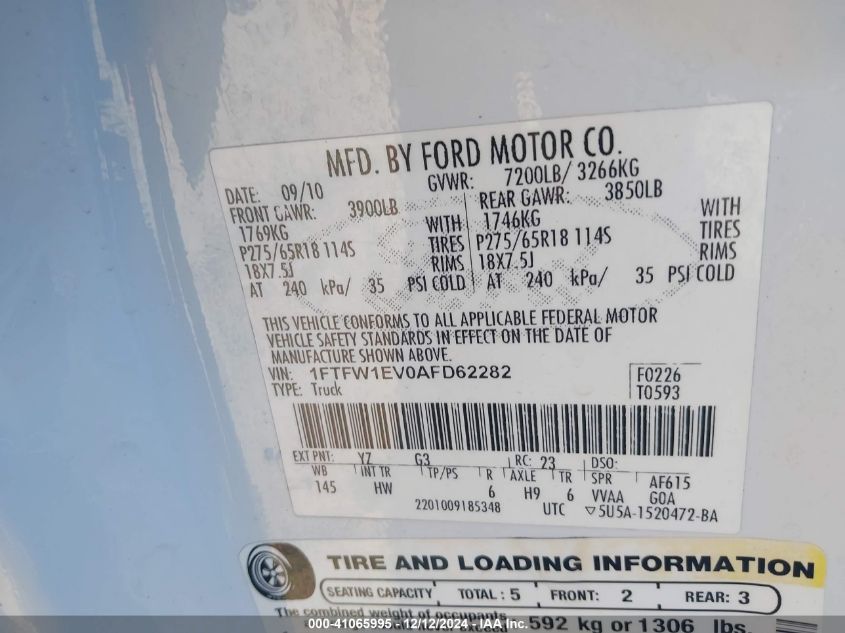 MFD. BY FORD MOTOR CO.
DATE: 09/10 GVWR: 7200LB/ 3266KG
FRONT GAWR: 3900LB REAR GAWR: 3850LB
1769KG WITH 1746KG WITH
P275/65R18 114S TIRES P275/65R18 114S TIRES
18X7.5J RIMS 18X7.5J RIMS
AT 240 kPa/ 35 PSI COLD AT 240 kPa/ 35 PSI COLD
THIS VEHICLE CONFORMS TO ALL APPLICABLE FEDERAL MOTOR
VEHICLE SAFETY STANDARDS IN EFFECT ON THE DATE OF
MANUFACTURE SHOWN ABOVE.
VIN: 1FTFW1EV0AFD62282 F0226
TYPE: Truck T0593
EXT PNT: YZ G3 RC: 23 DSO:
WB INT TR TP/PS R AXLE TR SPR AF615
145 HW 6 H9 6 VVAA GOA
2201009185348 UTC ▽5U5A-1520472-BA
TIRE AND LOADING INFORMATION
SEATING CAPACITY TOTAL: 5 FRONT: 2 REAR: 3
The combined weight of occupants
592 kg or 1306 lbs.
000-41065995 - 12/12/2024 - IAA Inc.